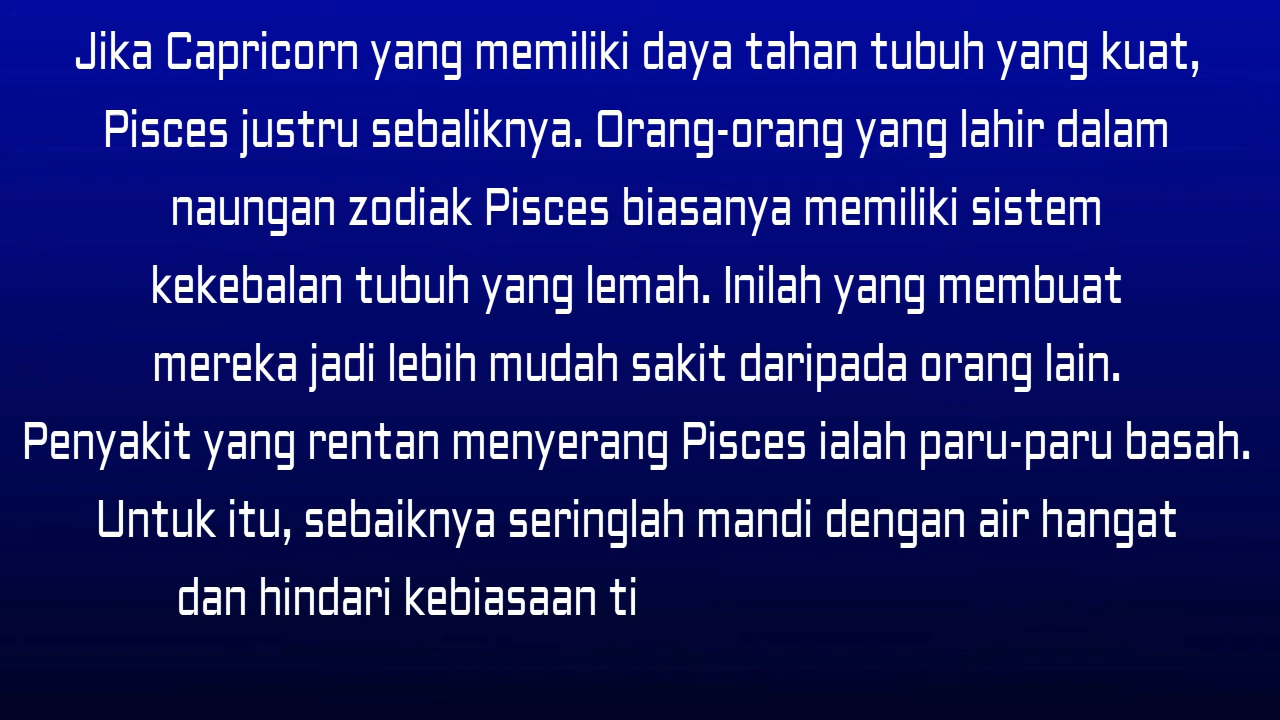 Jika Capricorn yang memiliki daya tahan tubuh yang kuat,
Pisces justru sebaliknya. Orang-orang yang lahir dalam
naungan zodiak Pisces biasanya memiliki sistem
kekebalan tubuh yang lemah. Inilah yang membuat
mereka jadi lebih mudah sakit daripada orang lain.
Penyakit yang rentan menyerang Pisces ialah paru-paru basah.
Untuk itu, sebaiknya seringlah mandi dengan air hangat
dan hindari kebiasaan ti